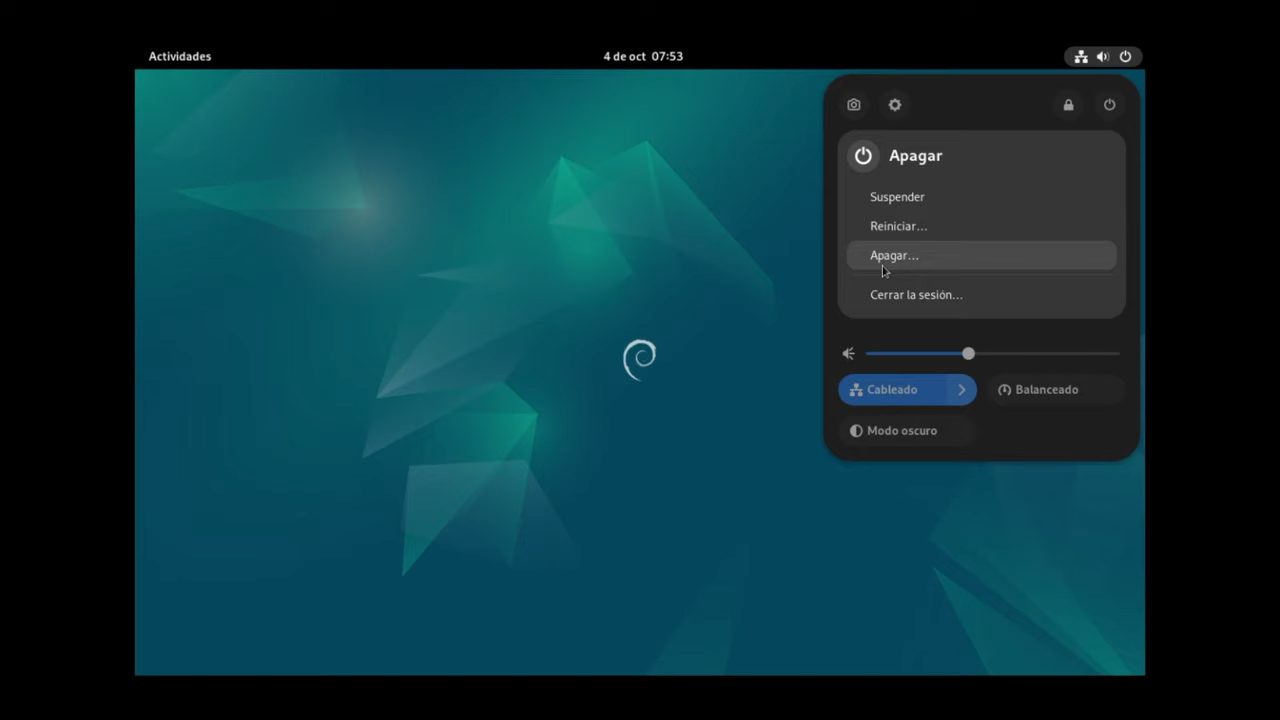 Actividades
4 de oct 07:53
Apagar
Suspender
Reiniciar...
Apagar...
Cerrar la sesión...
Cableado
Balanceado
Modo oscuro